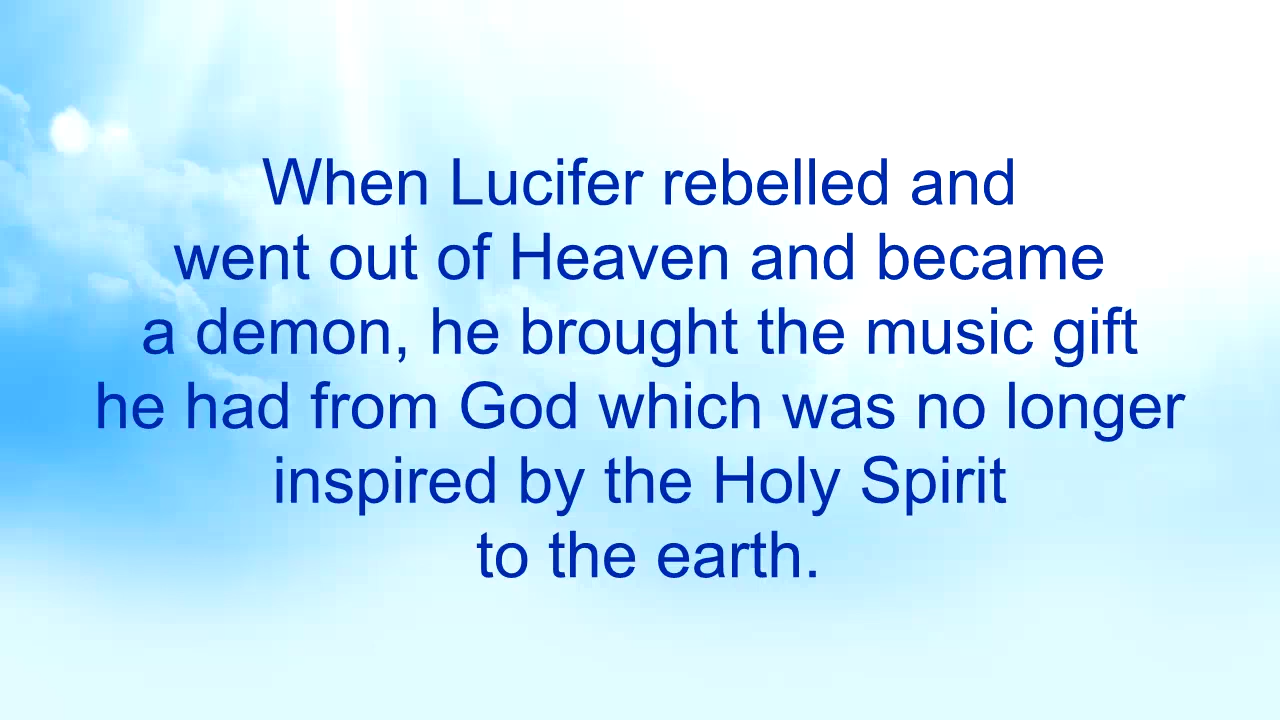 When Lucifer rebelled and
went out of Heaven and became
a demon, he brought the music gift
he had from God which was no longer
inspired by the Holy Spirit
to the earth.